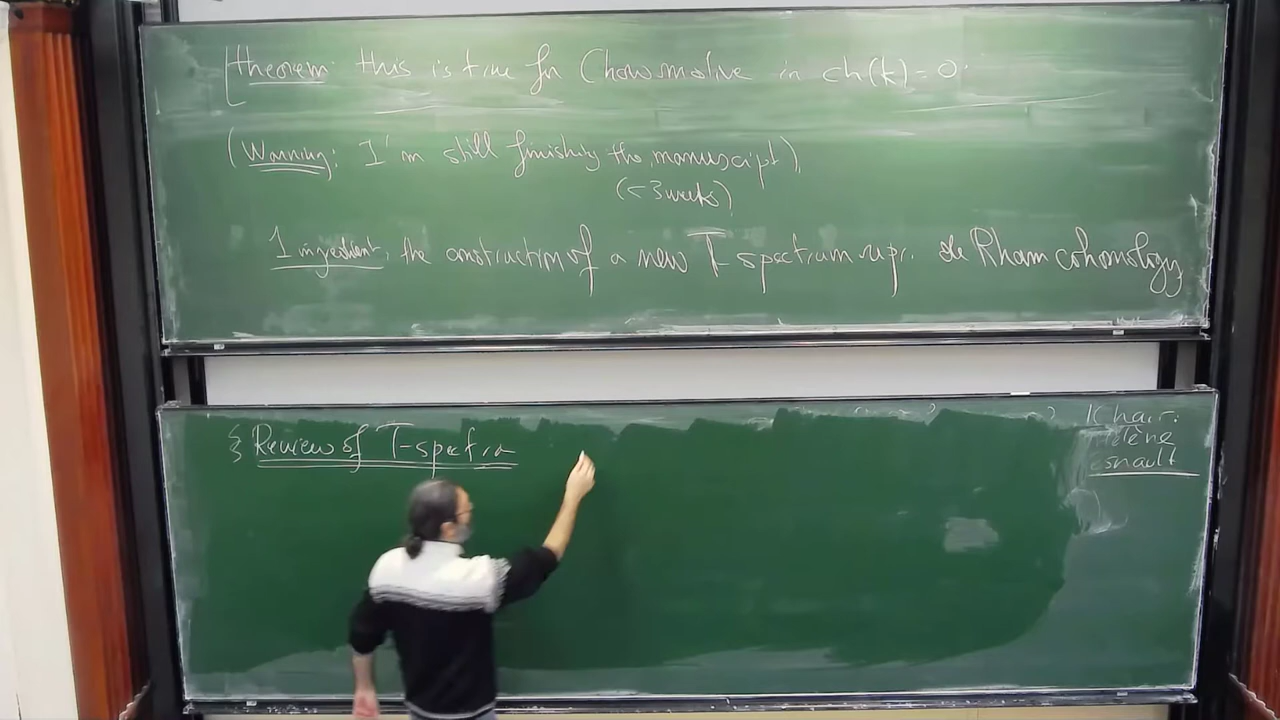 Theorem: this is true for Chow motive in ch(k)=0.
(Warning: I'm still finishing the manuscript)
(<3 weeks)
1 ingredient: the construction of a new T-spectrum repr. de Rham cohomology
§ Review of T-spectra
Chair:
Hélène
Esnault